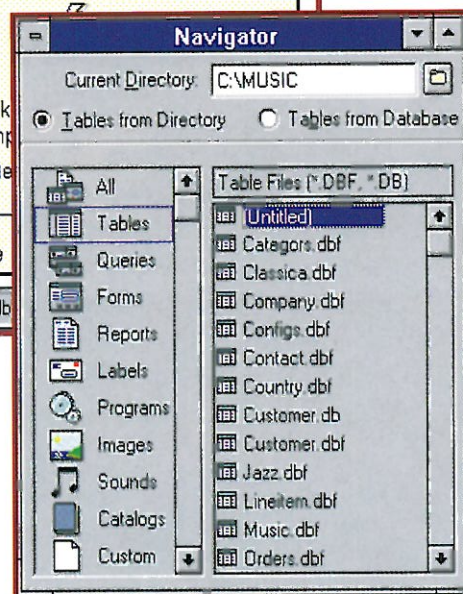 Navigator
Current Directory: C:\MUSIC
Tables from Directory Tables from Database
All
Tables
Queries
Forms
Reports
Labels
Programs
Images
Sounds
Catalogs
Custom
Table Files (*.DBF, *.DB)
(Untitled)
Categors.dbf
Classica.dbf
Company.dbf
Configs.dbf
Contact.dbf
Country.dbf
Customer.db
Customer.dbf
Jazz.dbf
Lineitem.dbf
Music.dbf
Orders.dbf